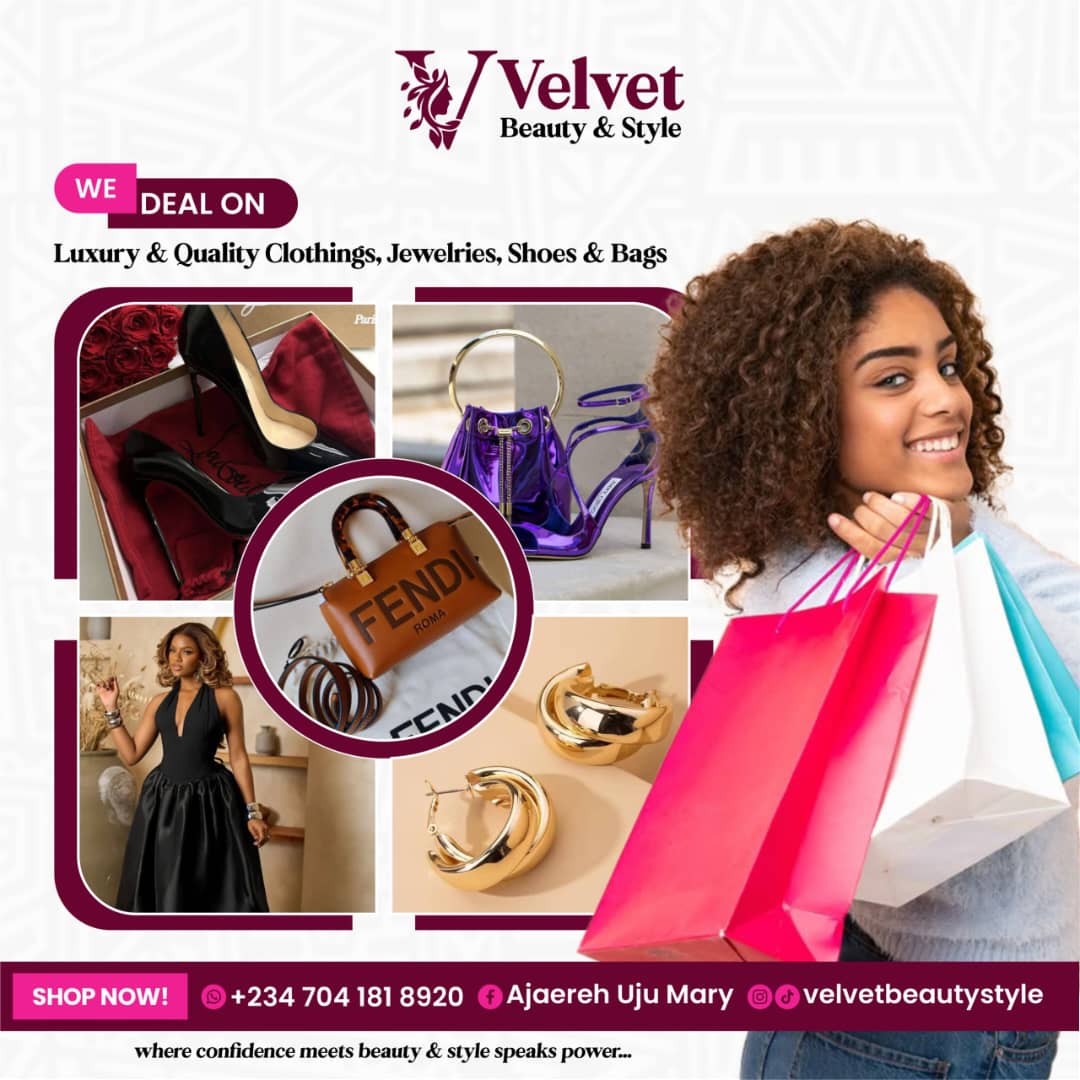 Velvet
Beauty & Style
WE
DEAL ON
Luxury & Quality Clothings, Jewelries, Shoes & Bags
Pari
FENDI
ROMA
FENDI
SHOP NOW!
+234 704 181 8920
Ajaereh Uju Mary
velvetbeautystyle
where confidence meets beauty & style speaks power...